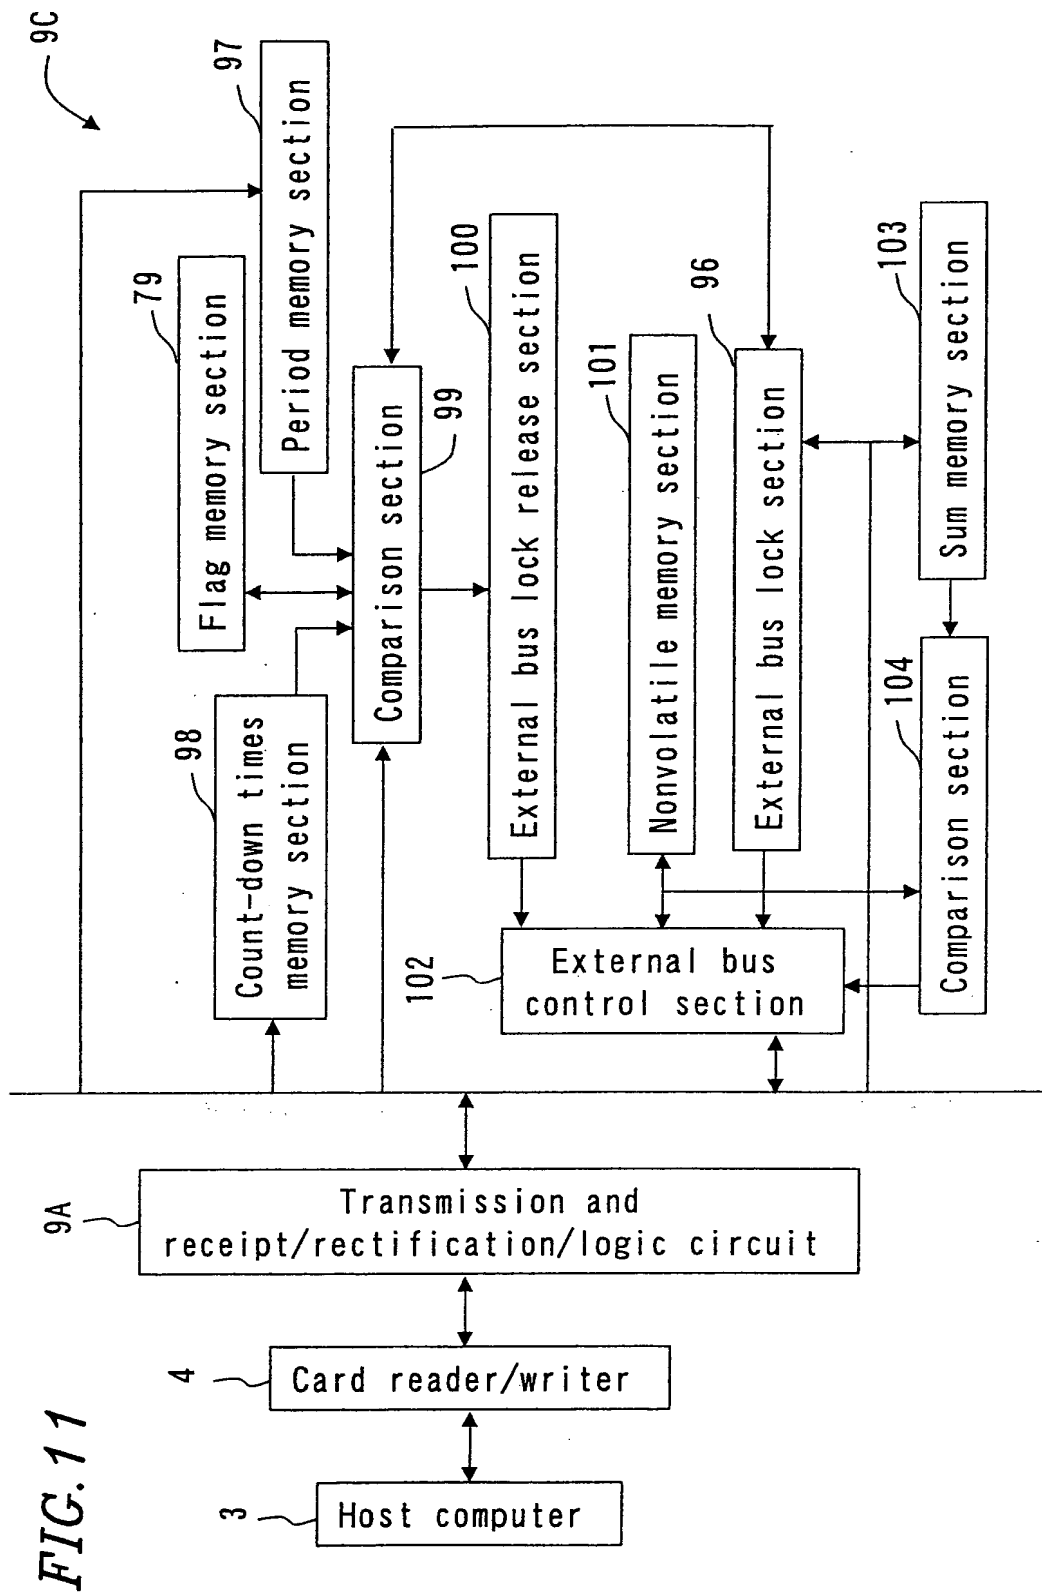 FIG.11
9C
3
Host computer
4
Card reader/writer
9A
Transmission and
receipt/rectification/logic circuit
98
Count-down times
memory section
79
Flag memory section
97
Period memory section
Comparison section
99
100
External bus lock release section
102
External bus
control section
101
Nonvolatile memory section
96
External bus lock section
104
Comparison section
103
Sum memory section